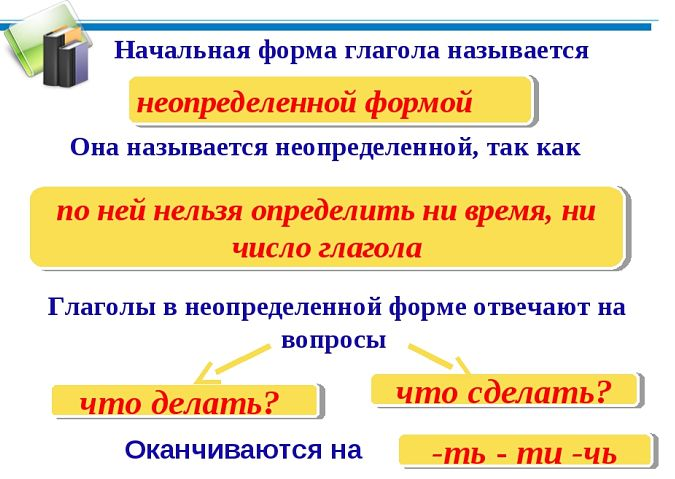 Начальная форма глагола называется
неопределенной формой
Она называется неопределенной, так как
по ней нельзя определить ни время, ни
число глагола
Глаголы в неопределенной форме отвечают на
вопросы
что делать?
что сделать?
Оканчиваются на
-ть - ти -чь